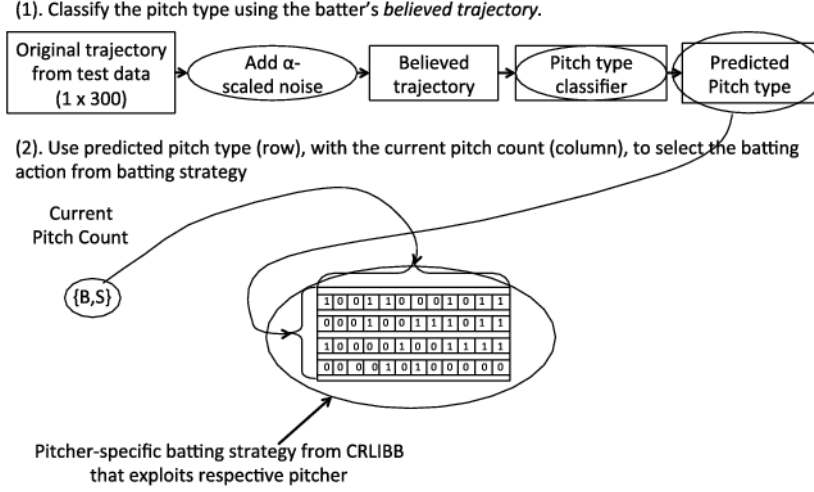 (1). Classify the pitch type using the batter's believed trajectory.
Original trajectory
from test data
(1 x 300)
Add α-
scaled noise
Believed
trajectory
Pitch type
classifier
Predicted
Pitch type
(2). Use predicted pitch type (row), with the current pitch count (column), to select the batting
action from batting strategy
Current
Pitch Count
{B,S}
1 0 0 1 1 0 0 0 1 0 1 1
0 0 0 1 0 0 1 1 1 0 1 1
1 0 0 0 0 1 0 0 1 1 1 1
0 0 0 0 1 0 1 0 0 0 0 0
Pitcher-specific batting strategy from CRLIBB
that exploits respective pitcher